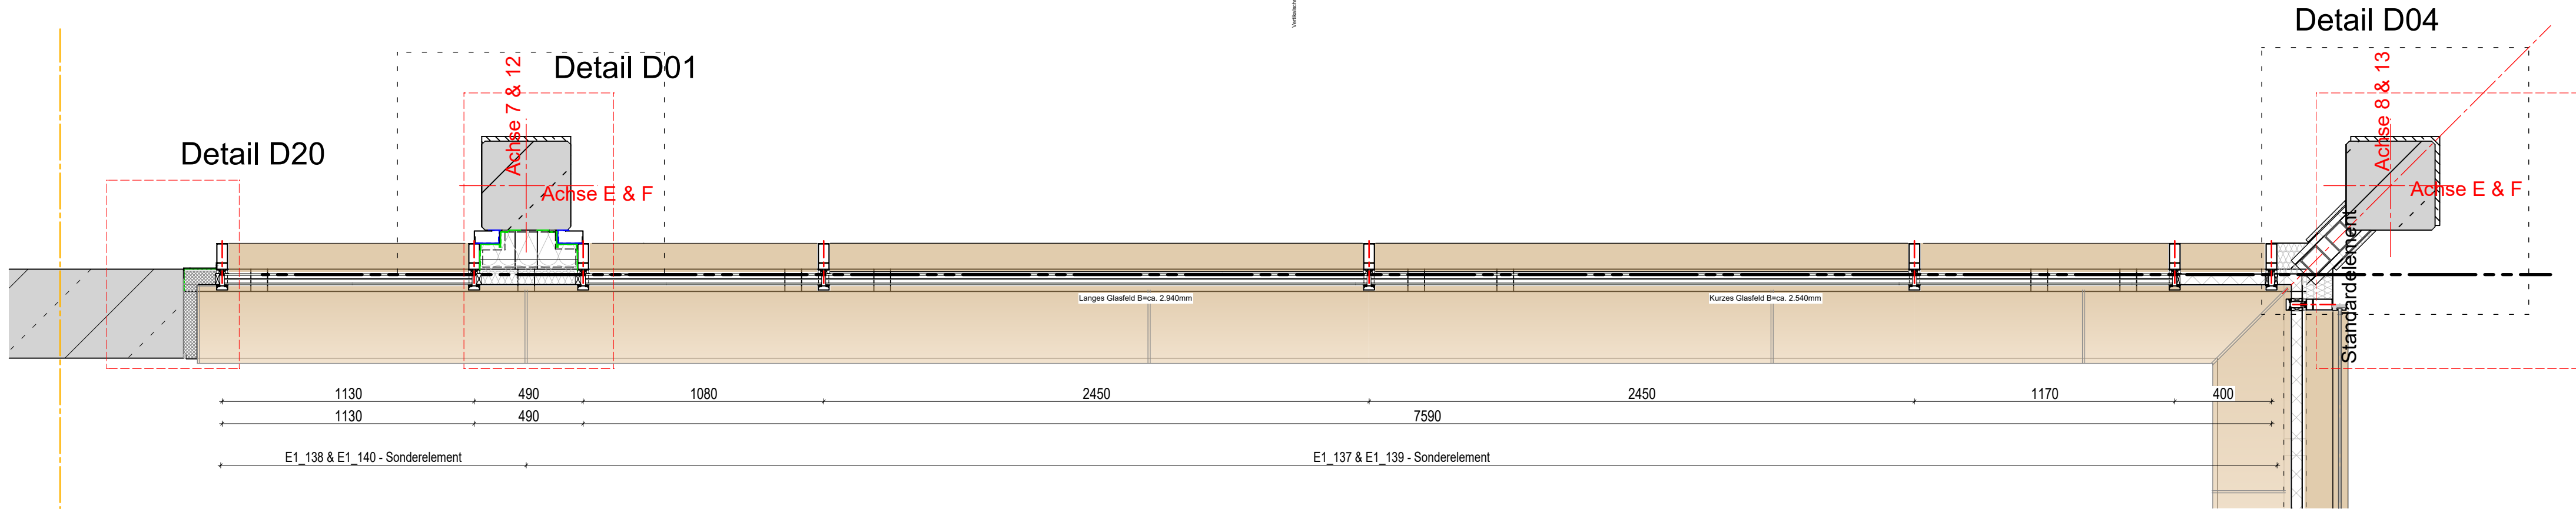 Vertikalsch
Detail D04
Detail D01
Achse 7 & 12
Achse 8 & 13
Detail D20
Achse E & F
Achse E & F
Standardelement
Langes Glasfeld B=ca. 2.940mm
Kurzes Glasfeld B=ca. 2.540mm
1130 490 1080 2450 2450 1170 400
1130 490 7590
E1_138 & E1_140 - Sonderelement
E1_137 & E1_139 - Sonderelement